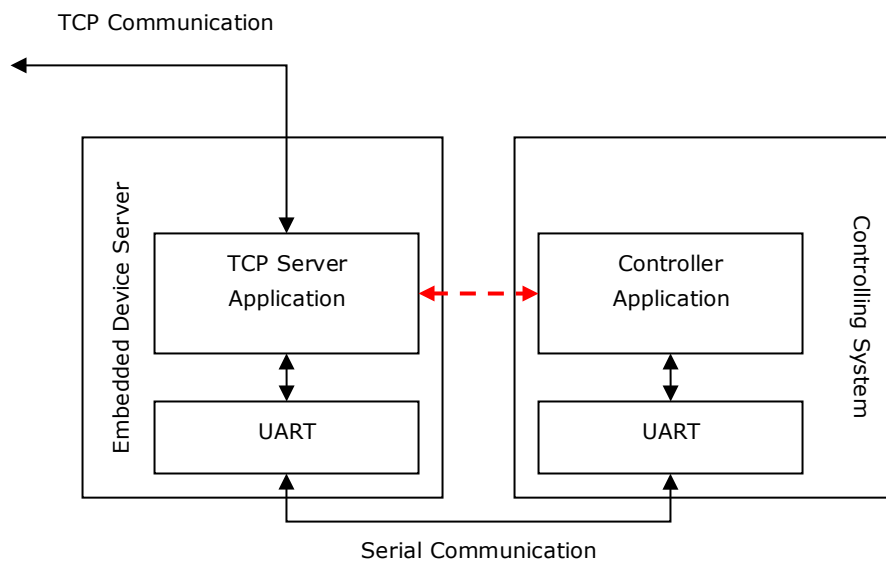 TCP Communication
Embedded Device Server
TCP Server
Application
UART
Controller
Application
UART
Controlling System
Serial Communication